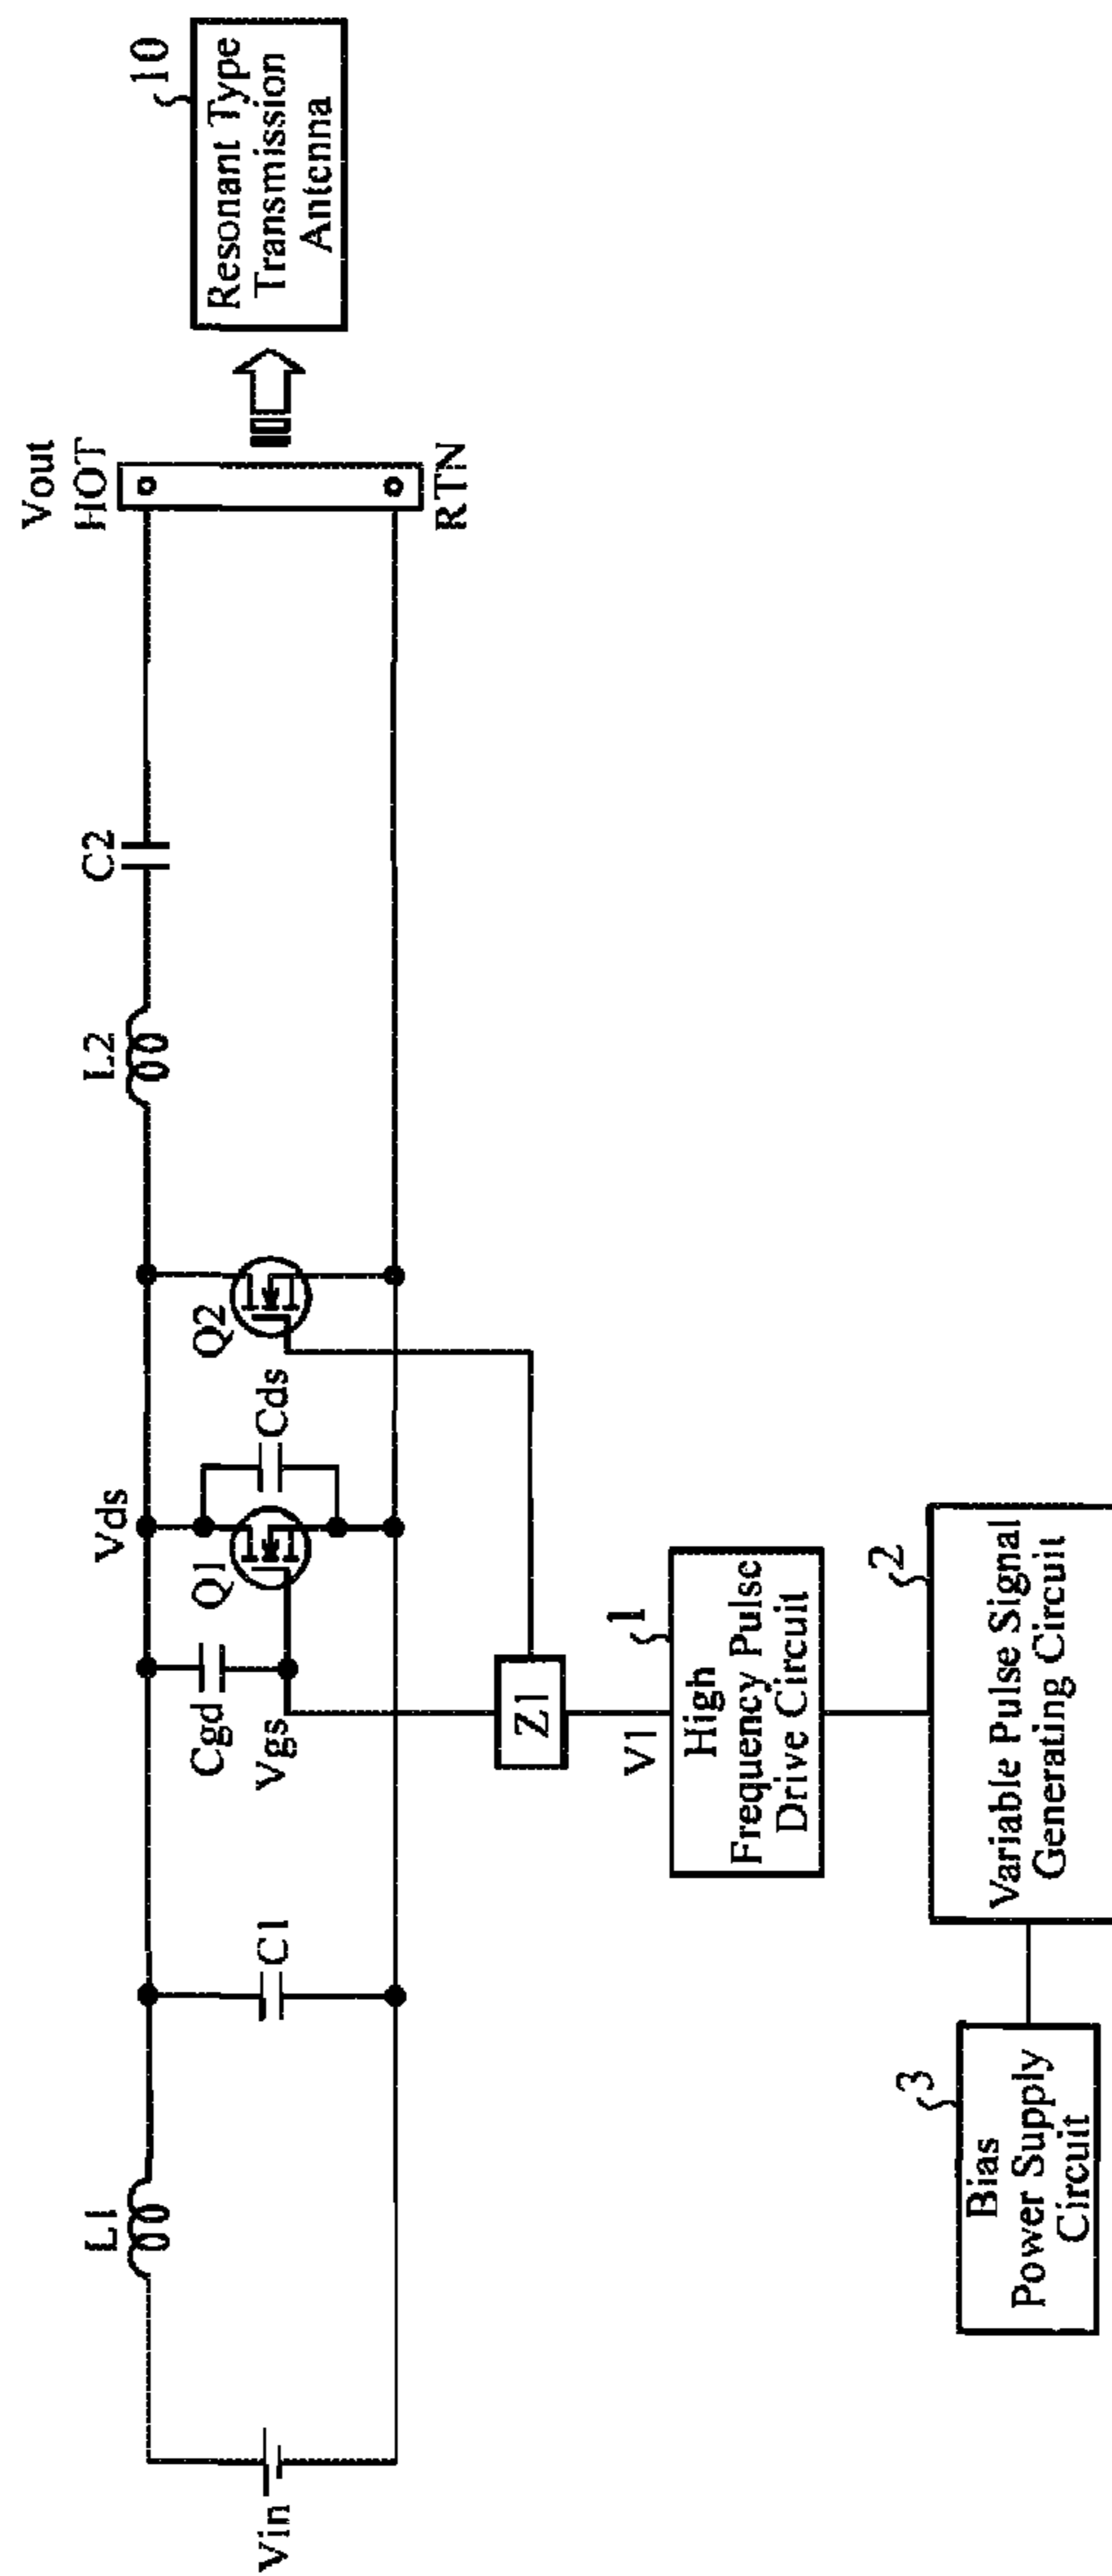 Vin
L1
C1
Cgd
Vgs
Q1
Vds
Cds
Q2
L2
C2
Vout
HOT
RTN
10
Resonant Type
Transmission
Antenna
Z1
V1
1
High
Frequency Pulse
Drive Circuit
2
Variable Pulse Signal
Generating Circuit
3
Bias
Power Supply
Circuit